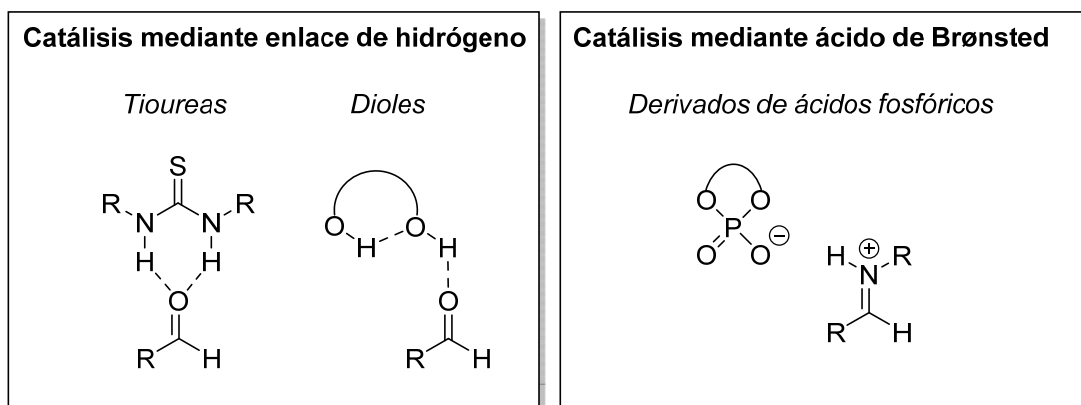 Catálisis mediante enlace de hidrógeno
Tioureas Dioles
S
R N N R
H H
O
R H
O O
H H
O
R H
Catálisis mediante ácido de Brønsted
Derivados de ácidos fosfóricos
O O
P
O O ⊖
H ⊕ R
N
R H